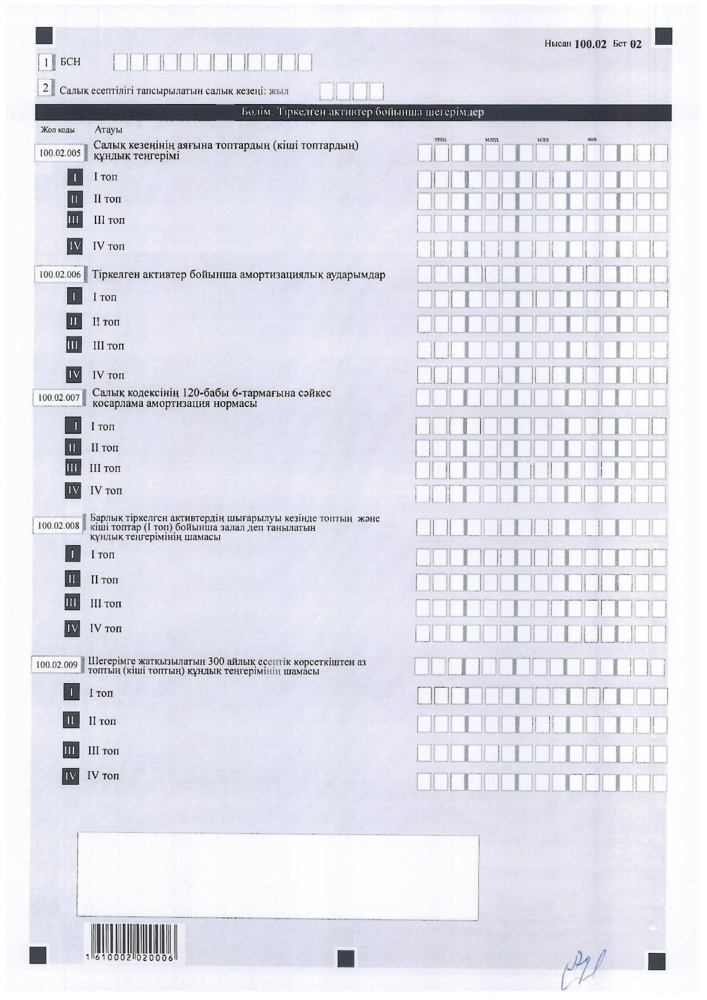 Нысан 100.02 Бет 02
1 БСН
2 Салық есептілігі тапсырылатын салық кезеңі: жыл
Бөлім. Тіркелген активтер бойынша шегерімдер
Жол коды Атауы
трлн. млрд. млн. мың
100.02.005 Салық кезеңінің аяғына топтардың (кіші топтардың)
құндық теңгерімі
I I топ
II II топ
III III топ
IV IV топ
100.02.006 Тіркелген активтер бойынша амортизациялық аударымдар
I I топ
II II топ
III III топ
IV IV топ
100.02.007 Салық кодексінің 120-бабы 6-тармағына сәйкес
қосарлама амортизация нормасы
I I топ
II II топ
III III топ
IV IV топ
100.02.008 Барлық тіркелген активтердің шығарылуы кезінде топтың және
кіші топтар (I топ) бойынша залал деп танылатын
құндық теңгерімінің шамасы
I I топ
II II топ
III III топ
IV IV топ
100.02.009 Шегерімге жатқызылатын 300 айлық есептік көрсеткіштен аз
топтың (кіші топтың) құндық теңгерімінің шамасы
I I топ
II II топ
III III топ
IV IV топ
1 610002 020006